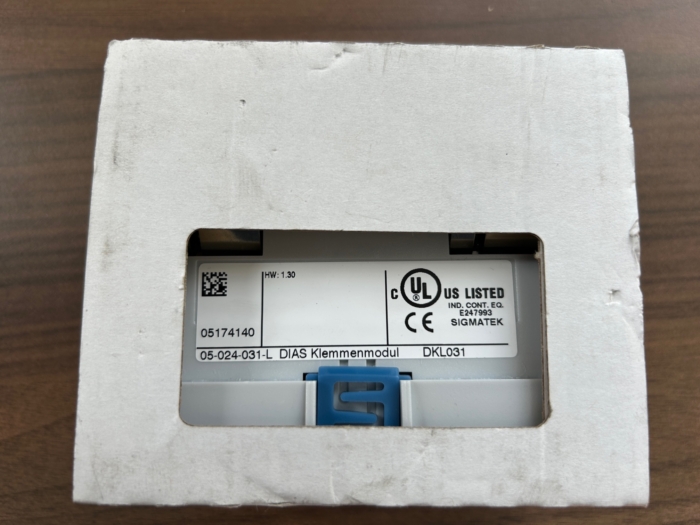 HW: 1.30
05174140
C UL US LISTED
IND. CONT. EQ.
E247993
CE SIGMATEK
05-024-031-L DIAS Klemmenmodul DKL031